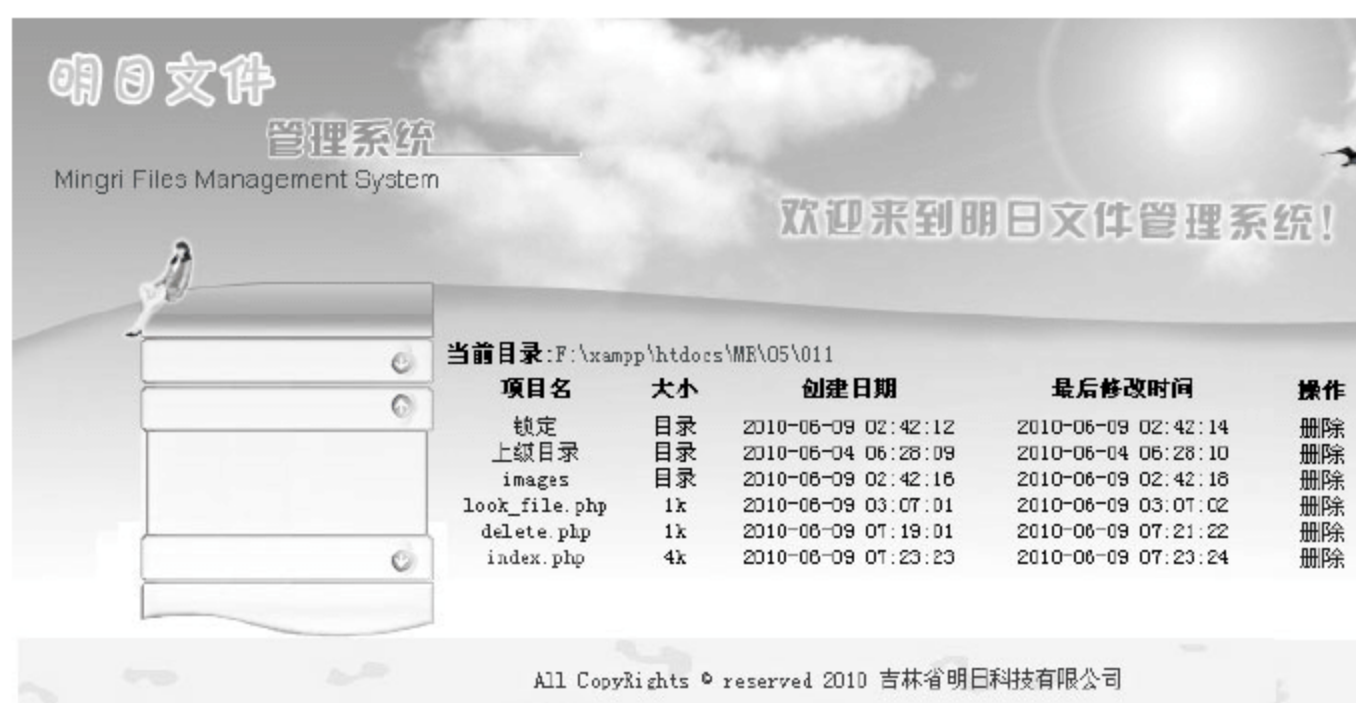 明日文件
管理系统
Mingri Files Management System
欢迎来到明日文件管理系统!
当前目录:F:\xampp\htdocs\MR\05\011
项目名 大小 创建日期 最后修改时间 操作
锁定 目录 2010-06-09 02:42:12 2010-06-09 02:42:14 删除
上级目录 目录 2010-06-04 06:28:09 2010-06-04 06:28:10 删除
images 目录 2010-06-09 02:42:16 2010-06-09 02:42:18 删除
look_file.php 1k 2010-06-09 03:07:01 2010-06-09 03:07:02 删除
delete.php 1k 2010-06-09 07:19:01 2010-06-09 07:21:22 删除
index.php 4k 2010-06-09 07:23:23 2010-06-09 07:23:24 删除
All CopyRights © reserved 2010 吉林省明日科技有限公司